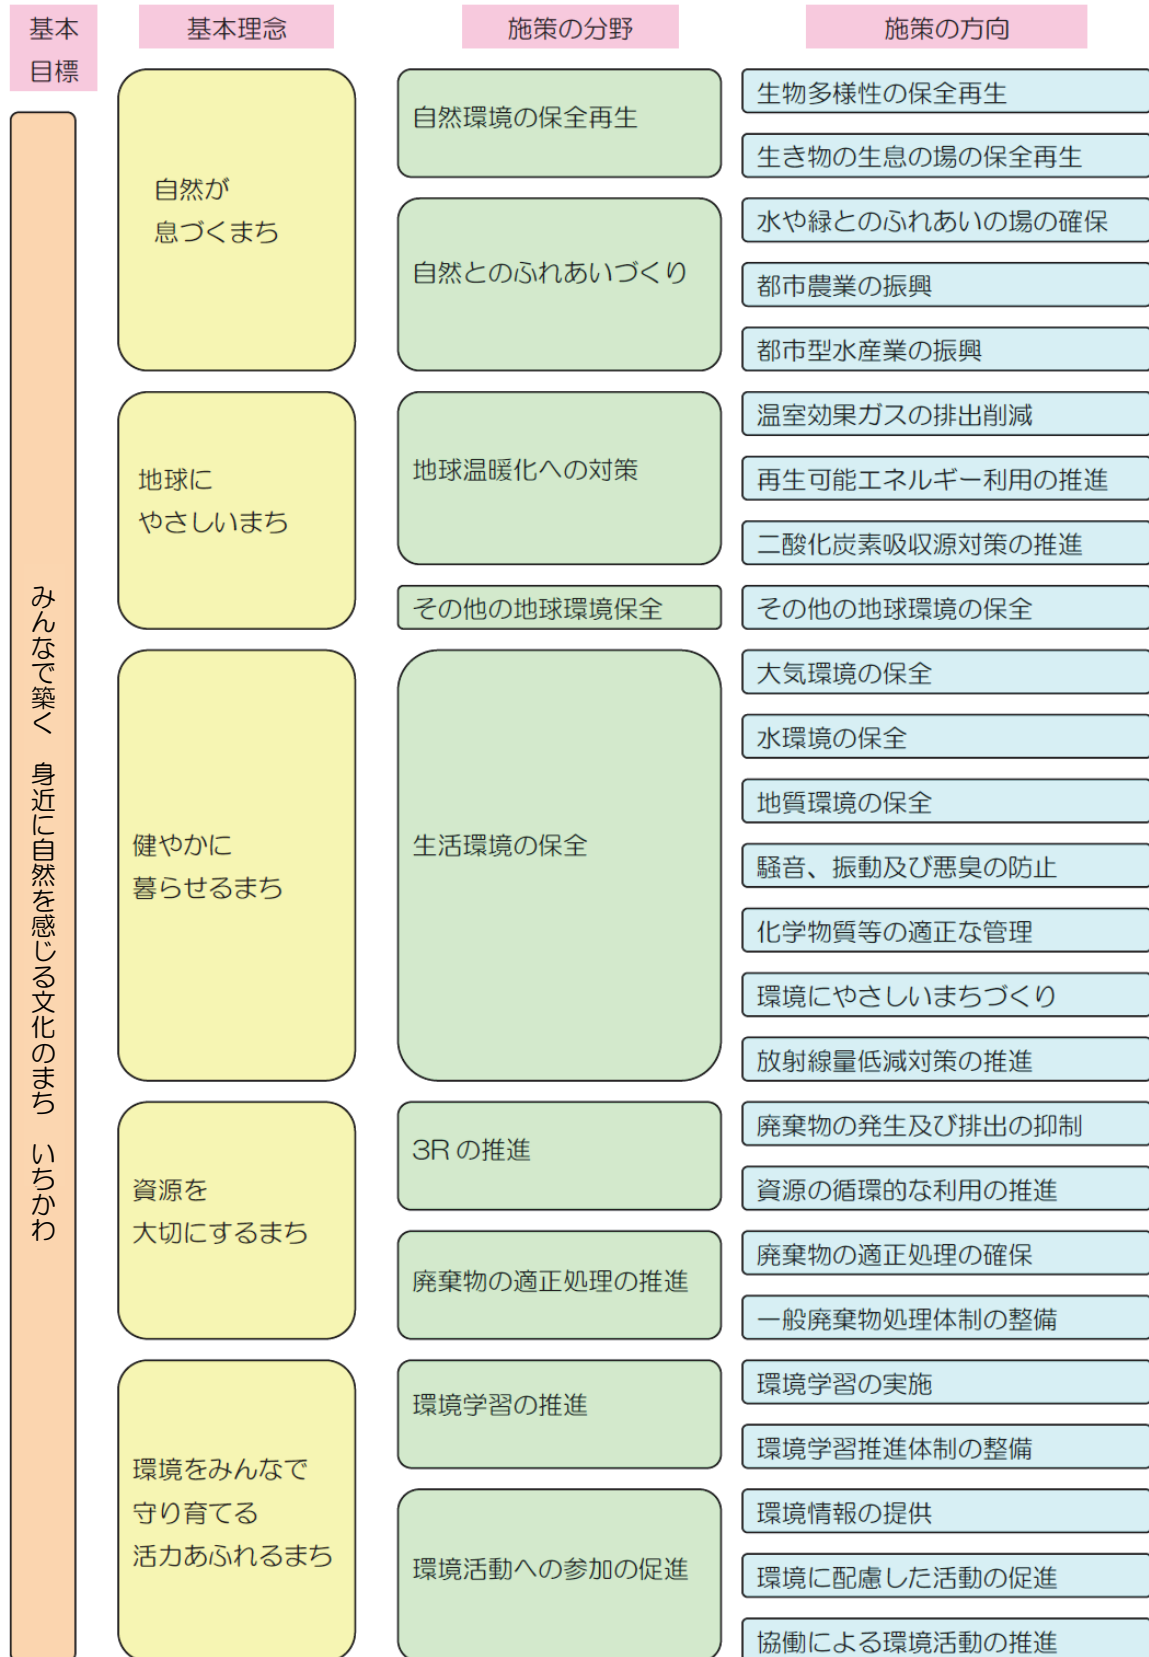 基本
目標
基本理念
施策の分野
施策の方向
みんなで築く　身近に自然を感じる文化のまち　いちかわ
自然が
息づくまち
自然環境の保全再生
生物多様性の保全再生
生き物の生息の場の保全再生
自然とのふれあいづくり
水や緑とのふれあいの場の確保
都市農業の振興
都市型水産業の振興
地球に
やさしいまち
地球温暖化への対策
温室効果ガスの排出削減
再生可能エネルギー利用の推進
二酸化炭素吸収源対策の推進
その他の地球環境保全
その他の地球環境の保全
健やかに
暮らせるまち
生活環境の保全
大気環境の保全
水環境の保全
地質環境の保全
騒音、振動及び悪臭の防止
化学物質等の適正な管理
環境にやさしいまちづくり
放射線量低減対策の推進
資源を
大切にするまち
3Rの推進
廃棄物の発生及び排出の抑制
資源の循環的な利用の推進
廃棄物の適正処理の推進
廃棄物の適正処理の確保
一般廃棄物処理体制の整備
環境をみんなで
守り育てる
活力あふれるまち
環境学習の推進
環境学習の実施
環境学習推進体制の整備
環境活動への参加の促進
環境情報の提供
環境に配慮した活動の促進
協働による環境活動の推進